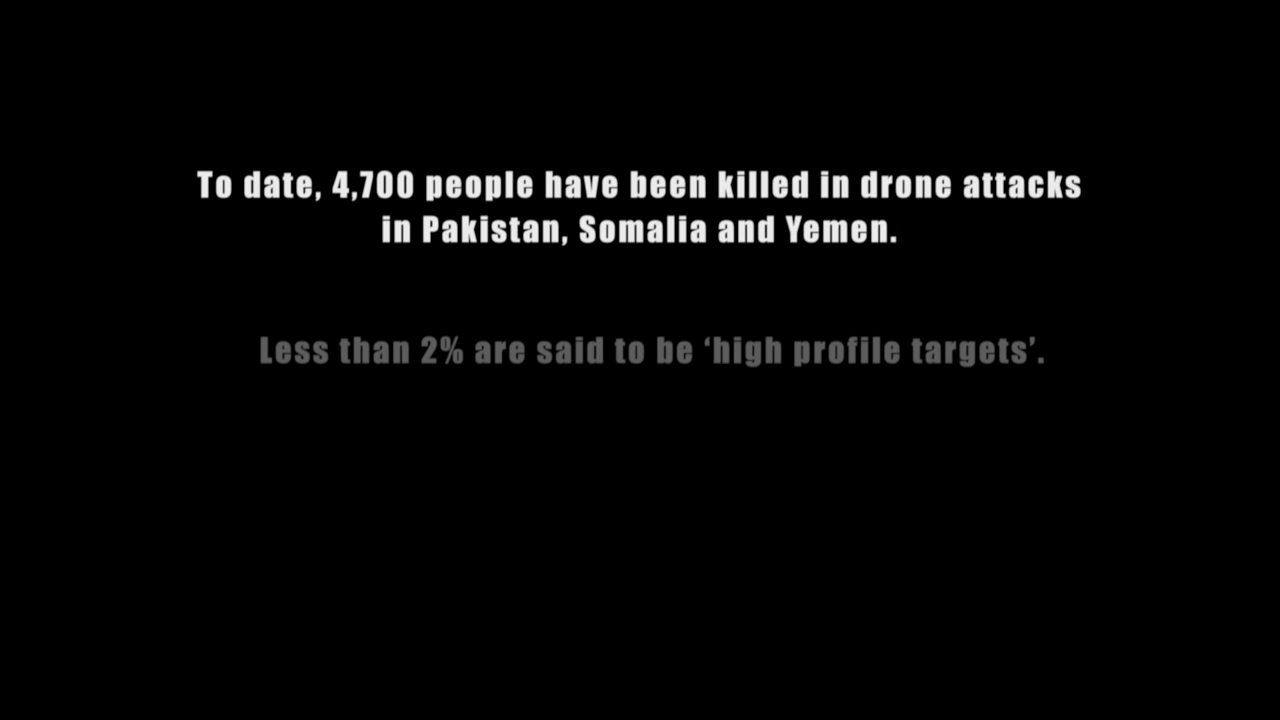 To date, 4,700 people have been killed in drone attacks
in Pakistan, Somalia and Yemen.
Less than 2% are said to be ‘high profile targets’.